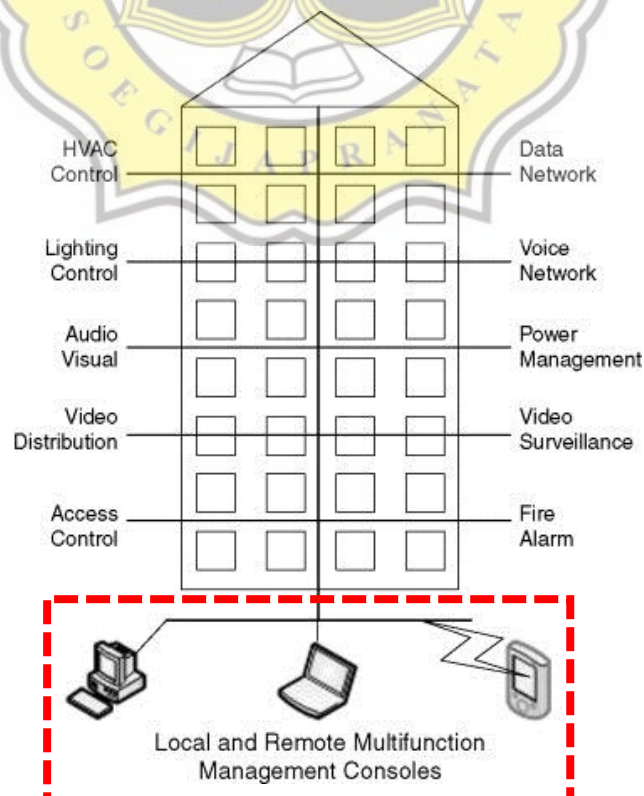 SOEGIJAPRANATA
HVAC
Control
Data
Network
Lighting
Control
Voice
Network
Audio
Visual
Power
Management
Video
Distribution
Video
Surveillance
Access
Control
Fire
Alarm
Local and Remote Multifunction
Management Consoles